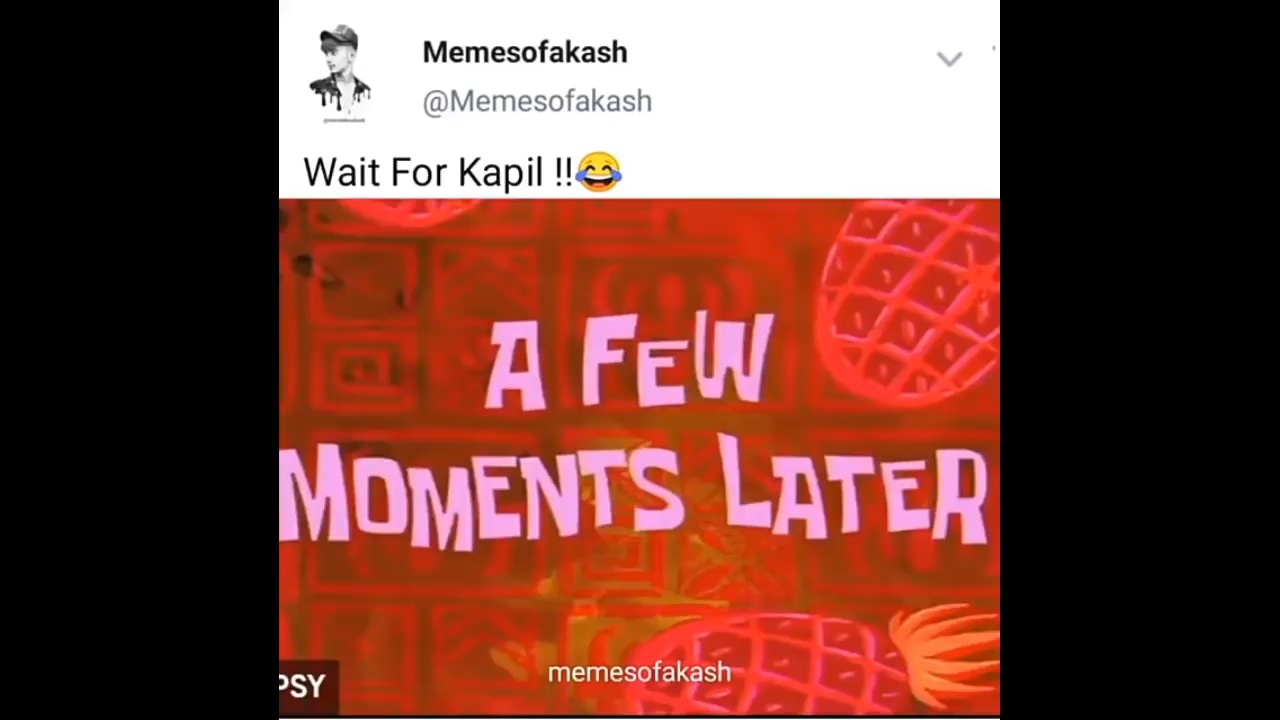 Memesofakash
@Memesofakash
Wait For Kapil !!😂
A FEW
MOMENTS LATER
memesofakash
PSY